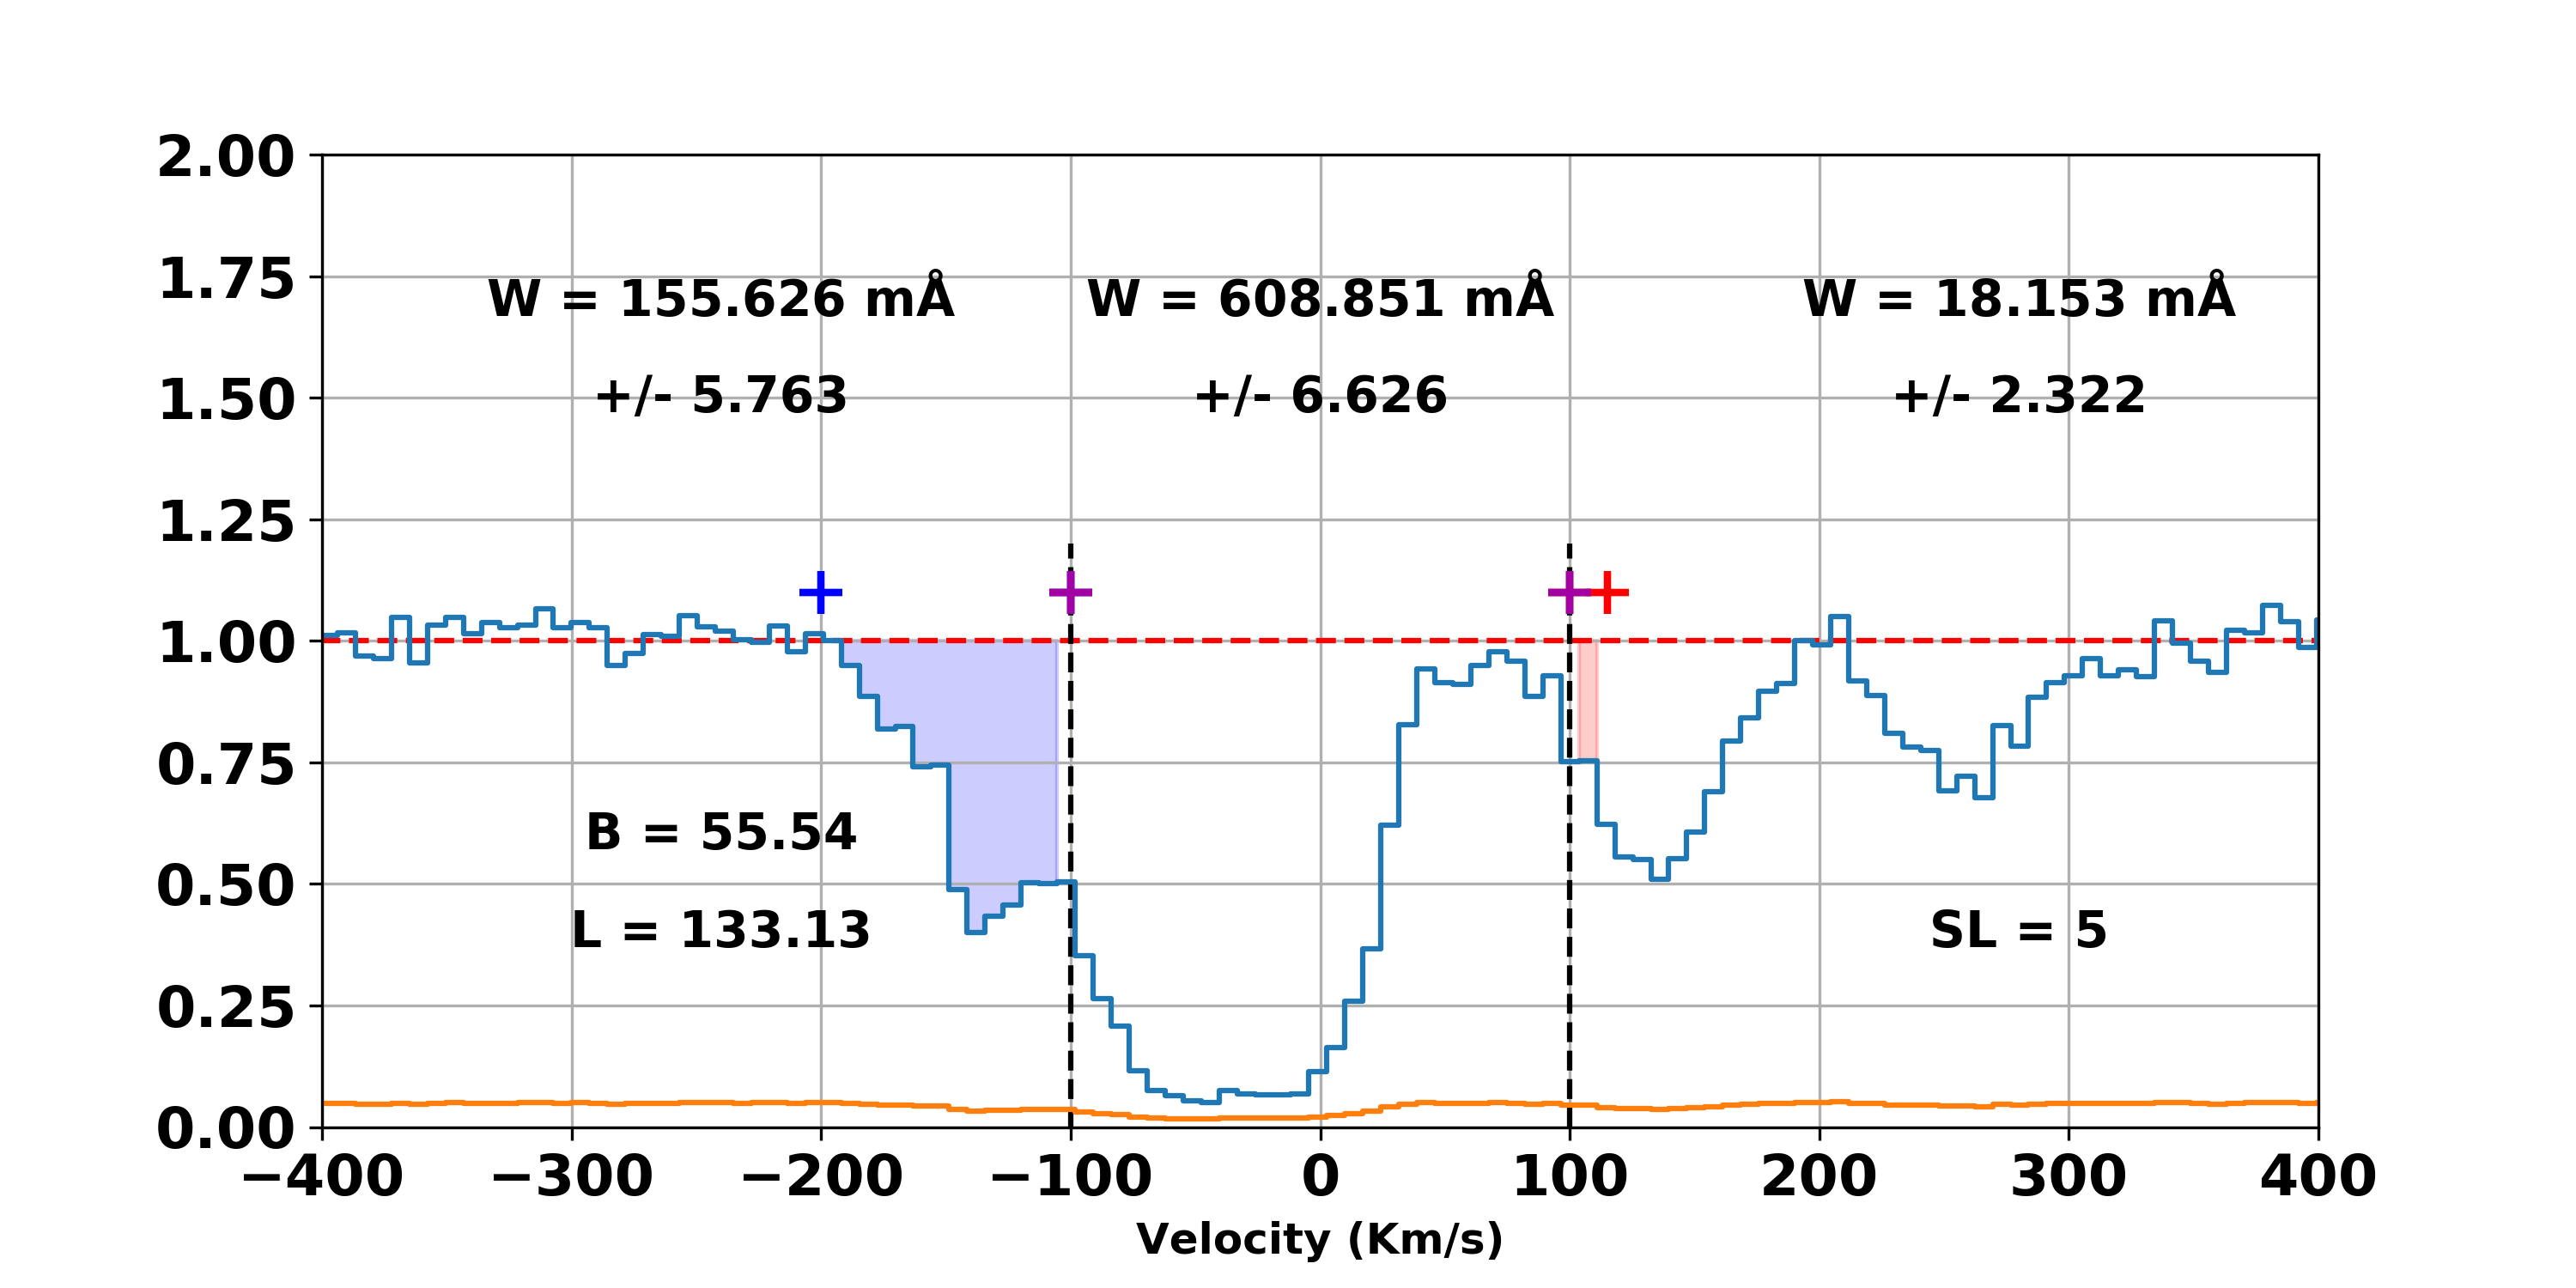 2.00
1.75
W = 155.626 mÅ W = 608.851 mÅ W = 18.153 mÅ
1.50
+/- 5.763 +/- 6.626 +/- 2.322
1.25
1.00
0.75
B = 55.54
0.50
L = 133.13 SL = 5
0.25
0.00
−400 −300 −200 −100 0 100 200 300 400
Velocity (Km/s)